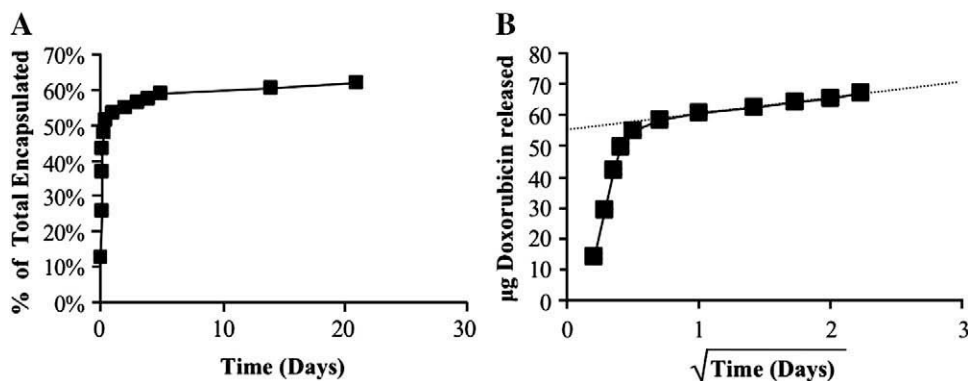 A
% of Total Encapsulated
70%
60%
50%
40%
30%
20%
10%
0%
0 10 20 30
Time (Days)
B
µg Doxorubicin released
80
70
60
50
40
30
20
10
0
0 1 2 3
√Time (Days)